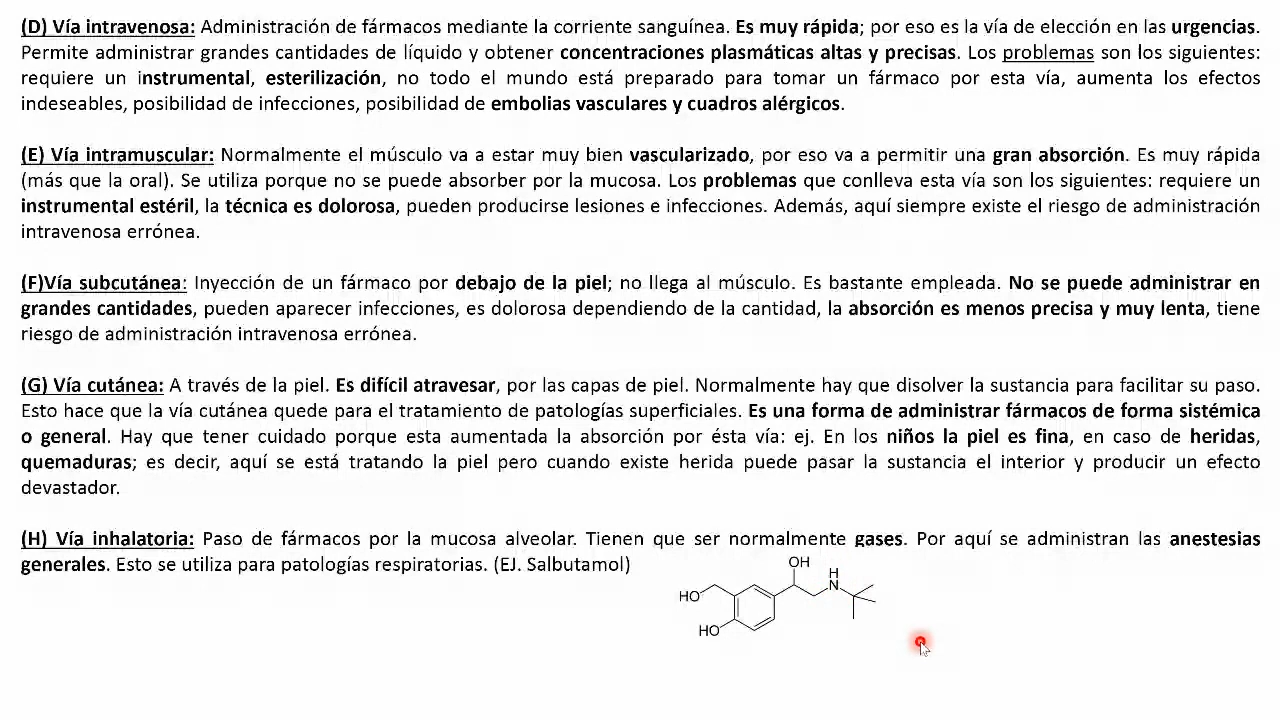 (D) Vía intravenosa: Administración de fármacos mediante la corriente sanguínea. Es muy rápida; por eso es la vía de elección en las urgencias.
Permite administrar grandes cantidades de líquido y obtener concentraciones plasmáticas altas y precisas. Los problemas son los siguientes:
requiere un instrumental, esterilización, no todo el mundo está preparado para tomar un fármaco por esta vía, aumenta los efectos
indeseables, posibilidad de infecciones, posibilidad de embolias vasculares y cuadros alérgicos.
(E) Vía intramuscular: Normalmente el músculo va a estar muy bien vascularizado, por eso va a permitir una gran absorción. Es muy rápida
(más que la oral). Se utiliza porque no se puede absorber por la mucosa. Los problemas que conlleva esta vía son los siguientes: requiere un
instrumental estéril, la técnica es dolorosa, pueden producirse lesiones e infecciones. Además, aquí siempre existe el riesgo de administración
intravenosa errónea.
(F)Vía subcutánea: Inyección de un fármaco por debajo de la piel; no llega al músculo. Es bastante empleada. No se puede administrar en
grandes cantidades, pueden aparecer infecciones, es dolorosa dependiendo de la cantidad, la absorción es menos precisa y muy lenta, tiene
riesgo de administración intravenosa errónea.
(G) Vía cutánea: A través de la piel. Es difícil atravesar, por las capas de piel. Normalmente hay que disolver la sustancia para facilitar su paso.
Esto hace que la vía cutánea quede para el tratamiento de patologías superficiales. Es una forma de administrar fármacos de forma sistémica
o general. Hay que tener cuidado porque esta aumentada la absorción por ésta vía: ej. En los niños la piel es fina, en caso de heridas,
quemaduras; es decir, aquí se está tratando la piel pero cuando existe herida puede pasar la sustancia el interior y producir un efecto
devastador.
(H) Vía inhalatoria: Paso de fármacos por la mucosa alveolar. Tienen que ser normalmente gases. Por aquí se administran las anestesias
generales. Esto se utiliza para patologías respiratorias. (EJ. Salbutamol)
OH
H
N
HO
HO